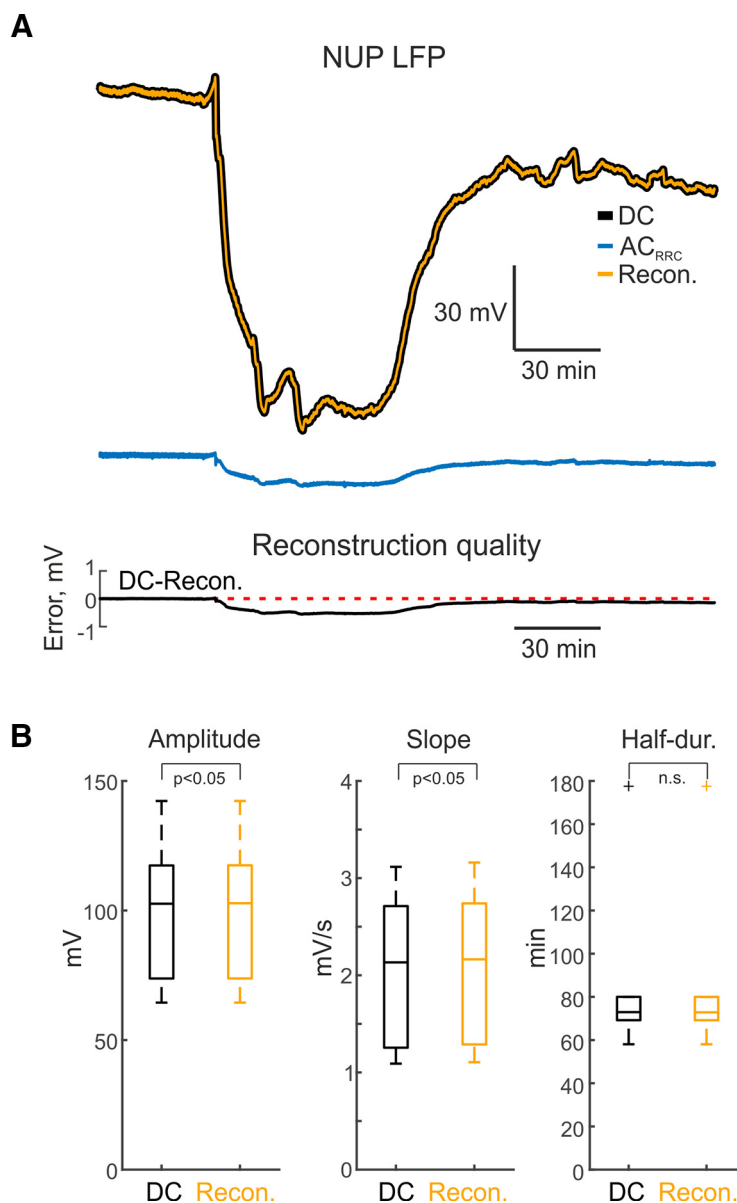 A
NUP LFP
DC
AC RRC
Recon.
30 mV
30 min
Reconstruction quality
Error, mV
1
0
-1
DC-Recon.
30 min
B
Amplitude
p<0.05
150
100
50
0
mV
DC Recon.
Slope
p<0.05
4
3
2
1
0
mV/s
DC Recon.
Half-dur.
n.s.
180
160
140
120
100
80
60
40
20
0
min
DC Recon.